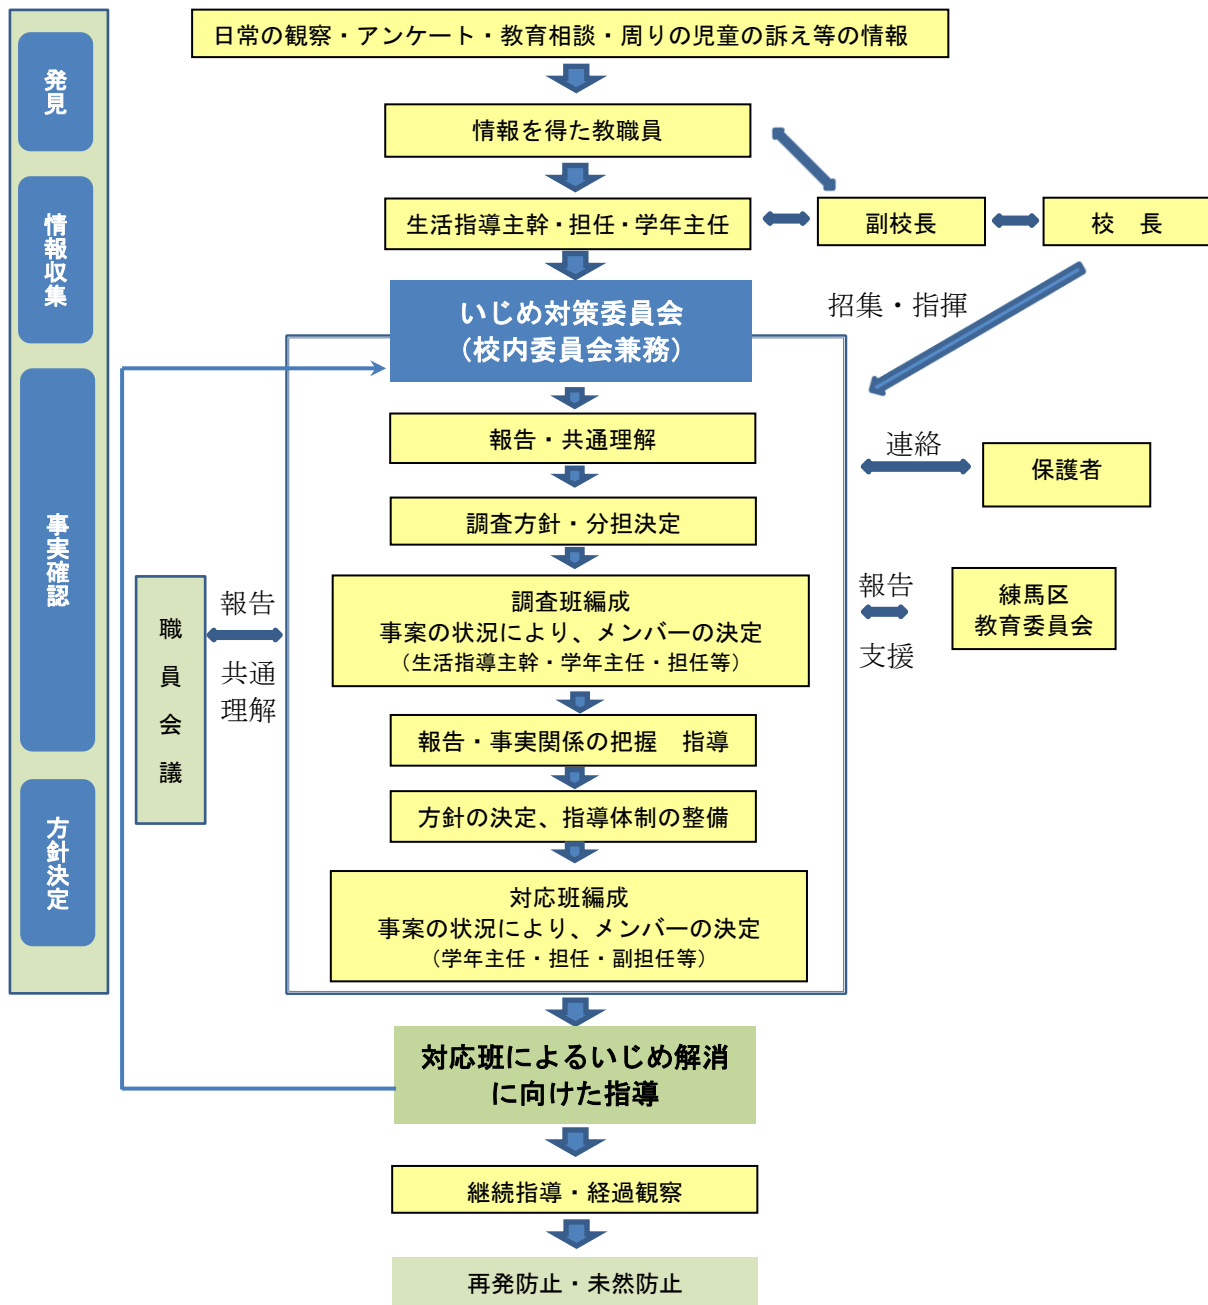 日常の観察・アンケート・教育相談・周りの児童の訴え等の情報
発見
情報を得た教職員
情報収集
生活指導主幹・担任・学年主任
副校長
校　長
いじめ対策委員会
（校内委員会兼務）
招集・指揮
報告・共通理解
連絡
保護者
事実確認
調査方針・分担決定
調査班編成
事案の状況により、メンバーの決定
（生活指導主幹・学年主任・担任等）
報告
支援
練馬区
教育委員会
職員会議
報告
共通
理解
報告・事実関係の把握　指導
方針決定
方針の決定、指導体制の整備
対応班編成
事案の状況により、メンバーの決定
（学年主任・担任・副担任等）
対応班によるいじめ解消
に向けた指導
継続指導・経過観察
再発防止・未然防止